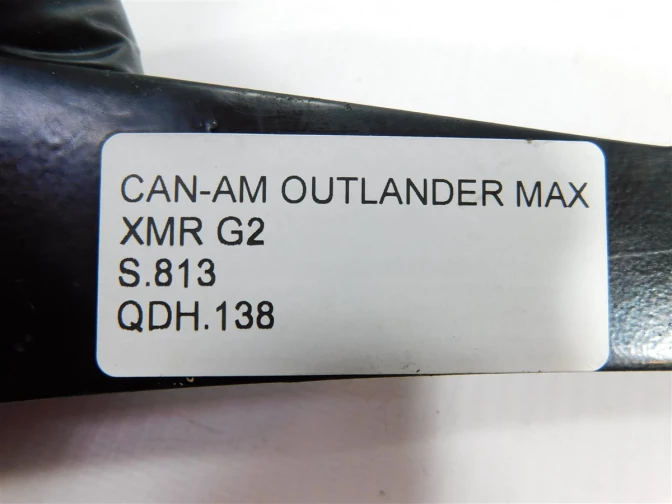 CAN-AM OUTLANDER MAX
XMR G2
S.813
QDH.138